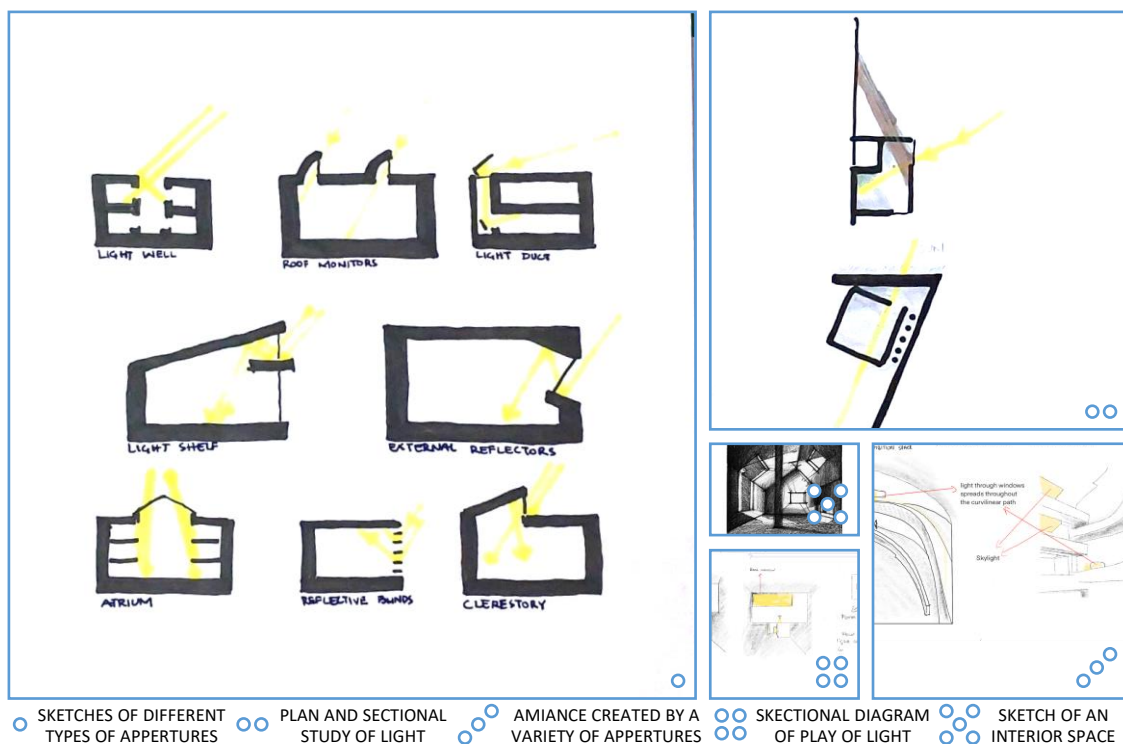 LIGHT WELL
ROOF MONITORS
LIGHT DUCT
LIGHT SHELF
EXTERNAL REFLECTORS
ATRIUM
REFLECTIVE BLINDS
CLERESTORY
light through windows
spreads throughout
the curvilinear path
Skylight
SKETCHES OF DIFFERENT
TYPES OF APPERTURES
PLAN AND SECTIONAL
STUDY OF LIGHT
AMIANCE CREATED BY A
VARIETY OF APPERTURES
SKECTIONAL DIAGRAM
OF PLAY OF LIGHT
SKETCH OF AN
INTERIOR SPACE